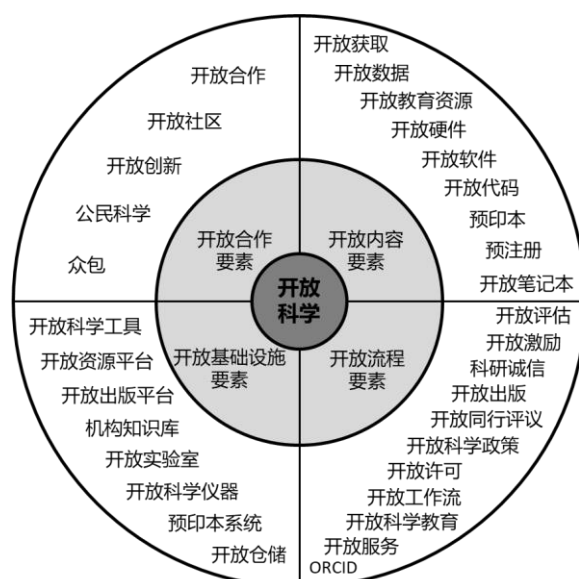 开放合作
开放社区
开放创新
公民科学
众包
开放获取
开放数据
开放教育资源
开放硬件
开放软件
开放代码
预印本
预注册
开放笔记本
开放合作
要素
开放内容
要素
开放
科学
开放基础设施
要素
开放流程
要素
开放科学工具
开放资源平台
开放出版平台
机构知识库
开放实验室
开放科学仪器
预印本系统
开放仓储
开放评估
开放激励
科研诚信
开放出版
开放同行评议
开放科学政策
开放许可
开放工作流
开放科学教育
开放服务
ORCID